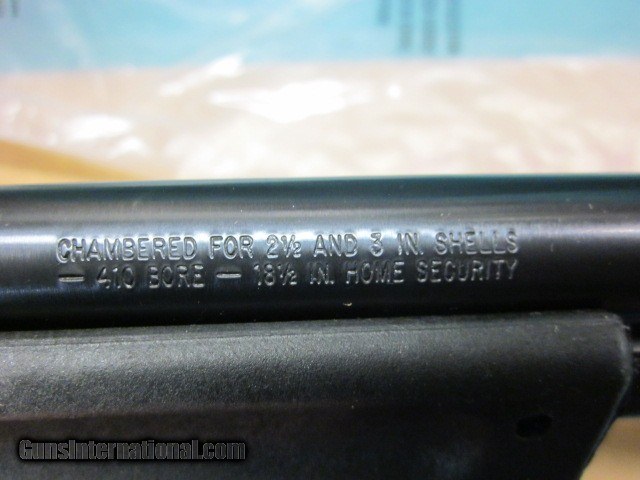 CHAMBERED FOR 2½ AND 3 IN. SHELLS
— 410 BORE — 18½ IN. HOME SECURITY
GunsInternational.com